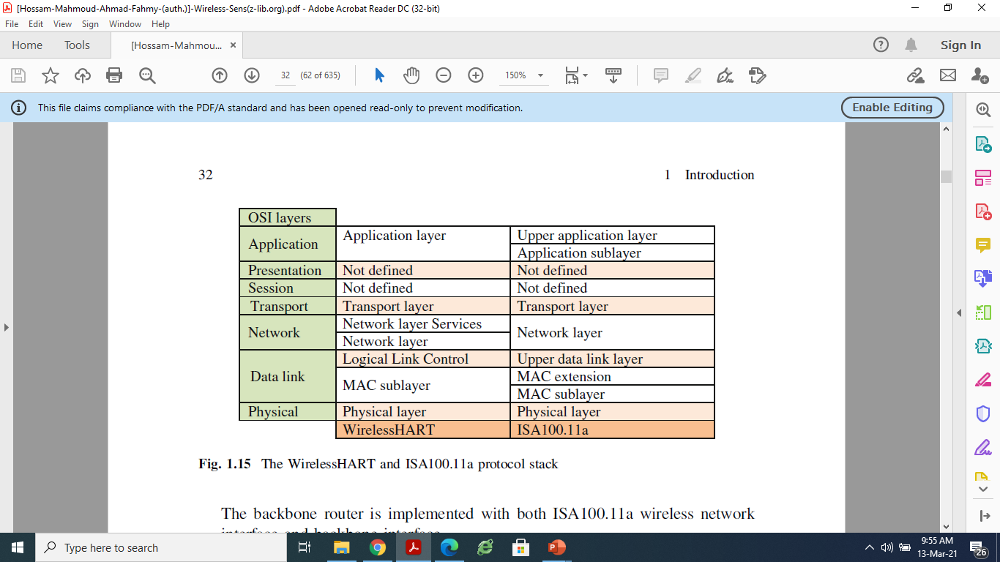 [Hossam-Mahmoud-Ahmad-Fahmy-(auth.)]-Wireless-Sens(z-lib.org).pdf - Adobe Acrobat Reader DC (32-bit)
File Edit View Sign Window Help
Home Tools [Hossam-Mahmou... × Sign In
32 (62 of 635) 150%
This file claims compliance with the PDF/A standard and has been opened read-only to prevent modification. Enable Editing
32 1 Introduction
OSI layers
Application Application layer Upper application layer
Application sublayer
Presentation Not defined Not defined
Session Not defined Not defined
Transport Transport layer Transport layer
Network Network layer Services Network layer
Network layer
Data link Logical Link Control Upper data link layer
MAC sublayer MAC extension
MAC sublayer
Physical Physical layer Physical layer
WirelessHART ISA100.11a
Fig. 1.15 The WirelessHART and ISA100.11a protocol stack
The backbone router is implemented with both ISA100.11a wireless network
interface and backbone interface
Type here to search 9:55 AM
13-Mar-21 26